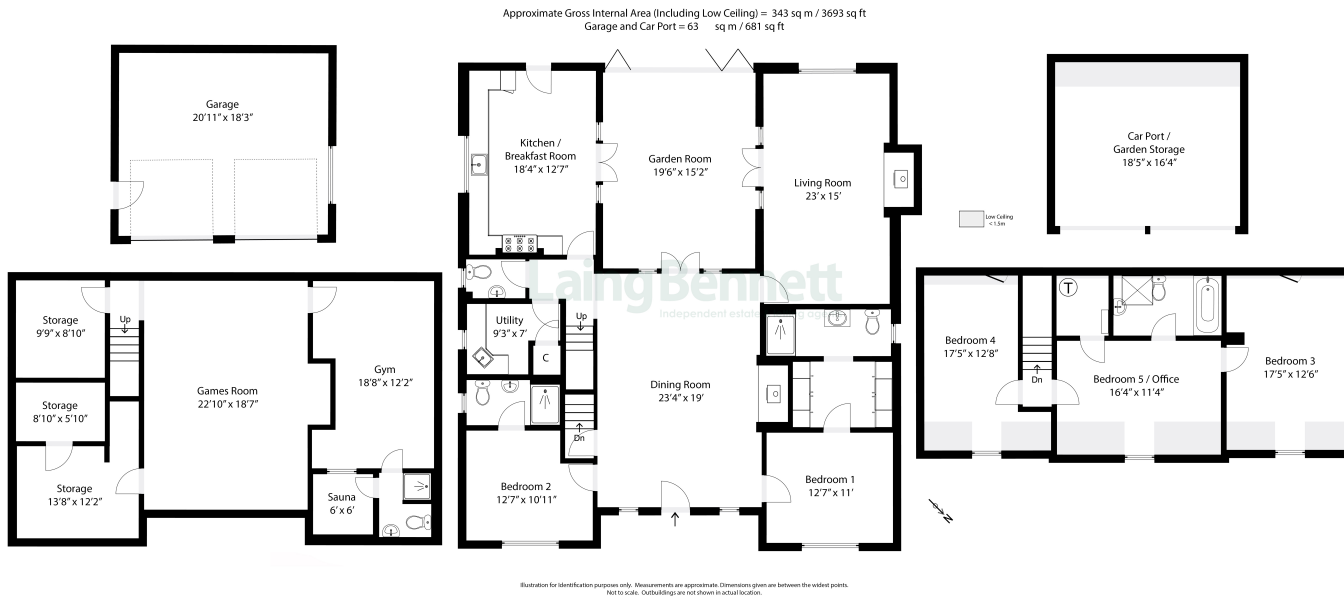 Approximate Gross Internal Area (Including Low Ceiling) = 343 sq m / 3693 sq ft
Garage and Car Port = 63 sq m / 681 sq ft
Garage
20'11" x 18'3"
Kitchen /
Breakfast Room
18'4" x 12'7"
Garden Room
19'6" x 15'2"
Living Room
23' x 15'
Car Port /
Garden Storage
18'5" x 16'4"
Low Ceiling
< 1.5m
Laing Bennett
Independent estate
Storage
9'9" x 8'10"
Up
Storage
8'10" x 5'10"
Storage
13'8" x 12'2"
Games Room
22'10" x 18'7"
Gym
18'8" x 12'2"
Sauna
6' x 6'
Utility
9'3" x 7'
C
Up
Dn
Dining Room
23'4" x 19'
Bedroom 2
12'7" x 10'11"
Bedroom 1
12'7" x 11'
T
Bedroom 4
17'5" x 12'8"
Up
Dn
Bedroom 5 / Office
16'4" x 11'4"
Bedroom 3
17'5" x 12'6"
N
Illustration for Identification purposes only. Measurements are approximate. Dimensions given are between the widest points.
Not to scale. Outbuildings are not shown in actual location.